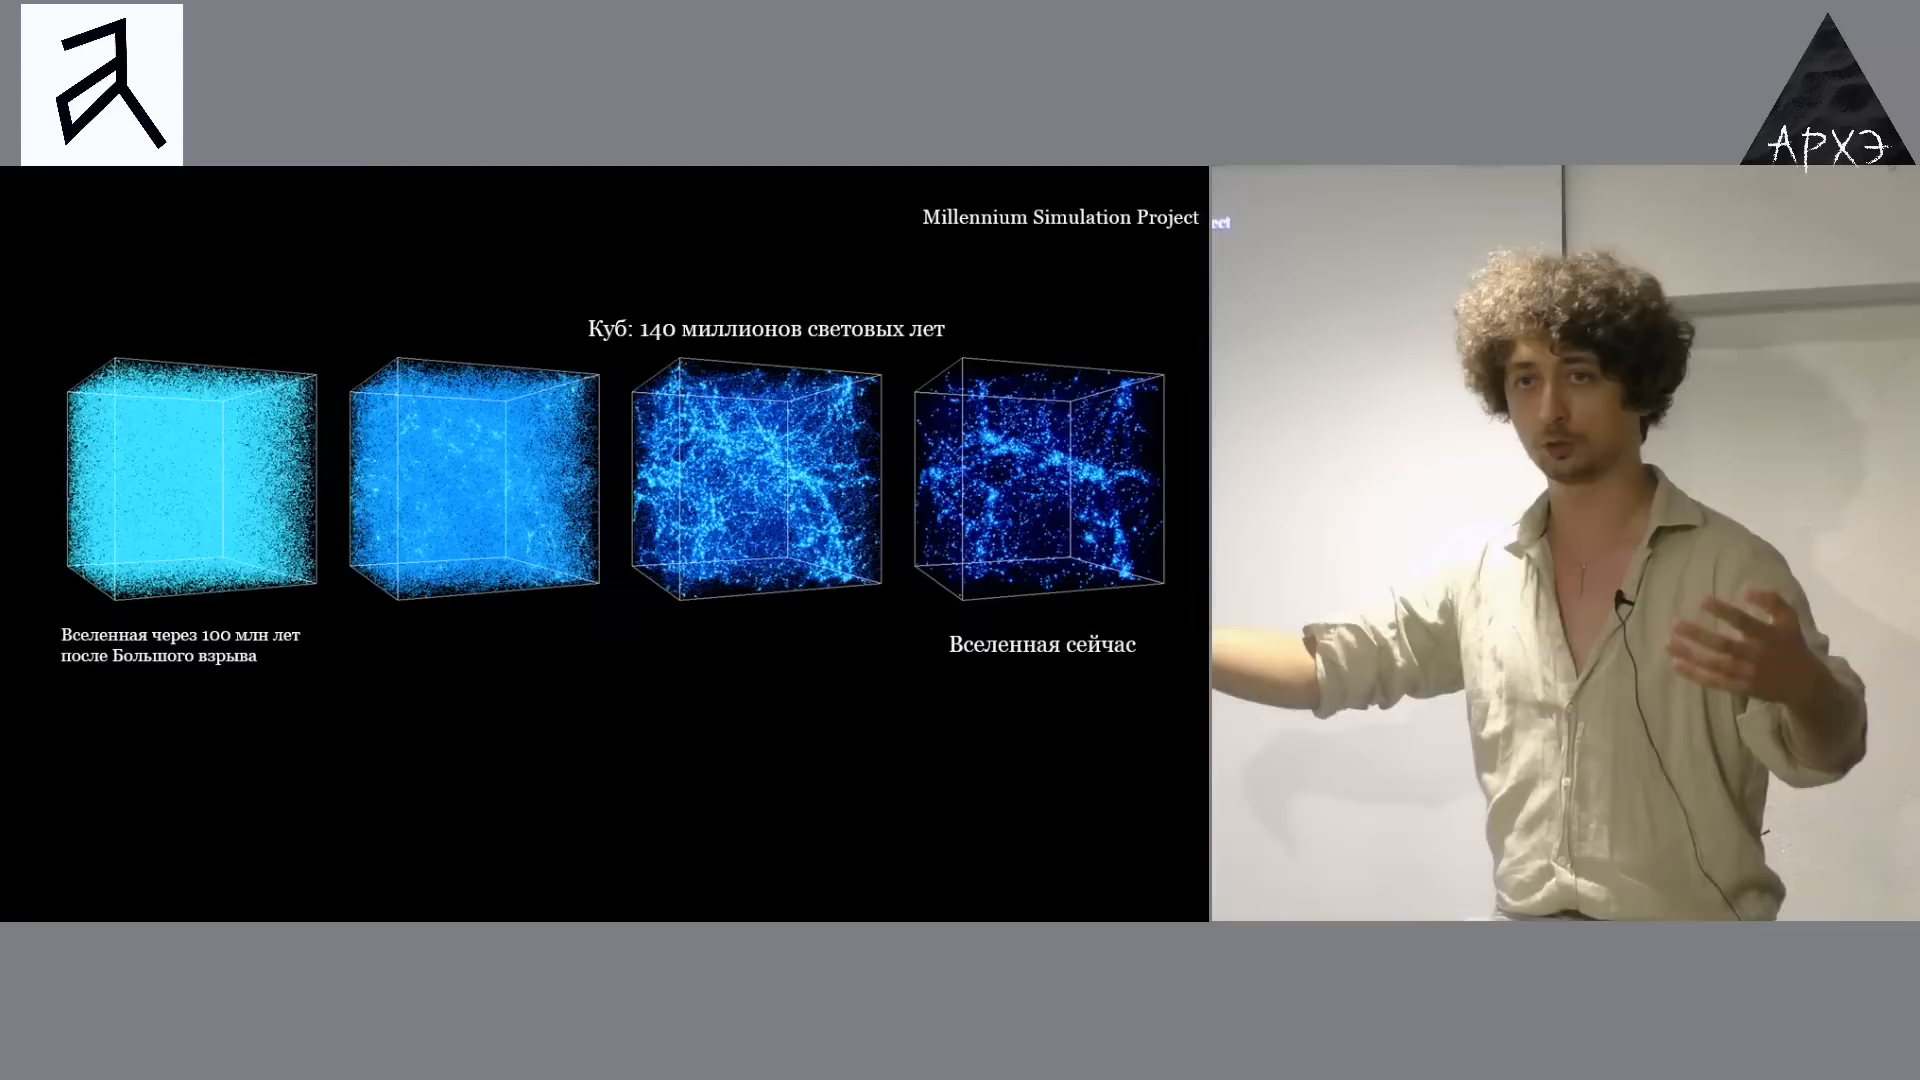 АРХЭ
Millennium Simulation Project
ect
Куб: 140 миллионов световых лет
Вселенная через 100 млн лет
после Большого взрыва
Вселенная сейчас